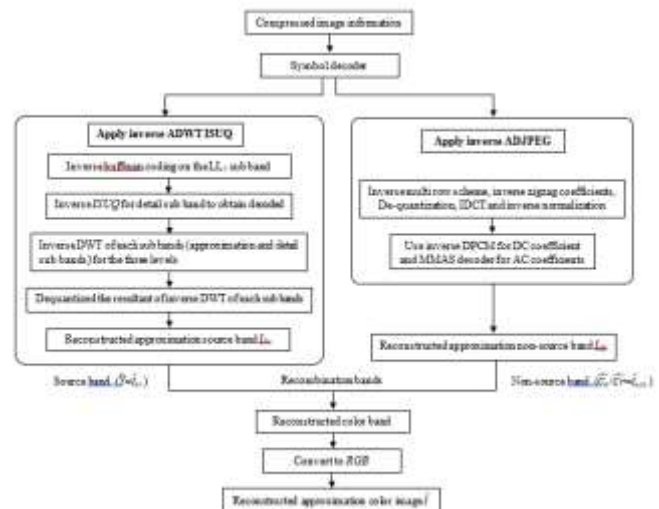 Compressed image information
Symbol decoder
Apply inverse ADWT ISUQ
Inverse huffman coding on the LL sub band
Inverse ISUQ for detail sub band to obtain decoded
Inverse DWT of each sub bands (approximation and detail
sub bands) for the three levels
Dequantized the resultant of inverse DWT of each sub bands
Reconstructed approximation source band
Source band
Apply inverse ADJPEG
Inverse multi row scheme, inverse zigzag coefficients,
De-quantization, IDCT and inverse normalization
Use inverse DPCM for DC coefficient
and MMAS decoder for AC coefficients
Reconstructed approximation non-source band
Non-source band
Recombination bands
Reconstructed color band
Convert to RGB
Reconstructed approximation color image